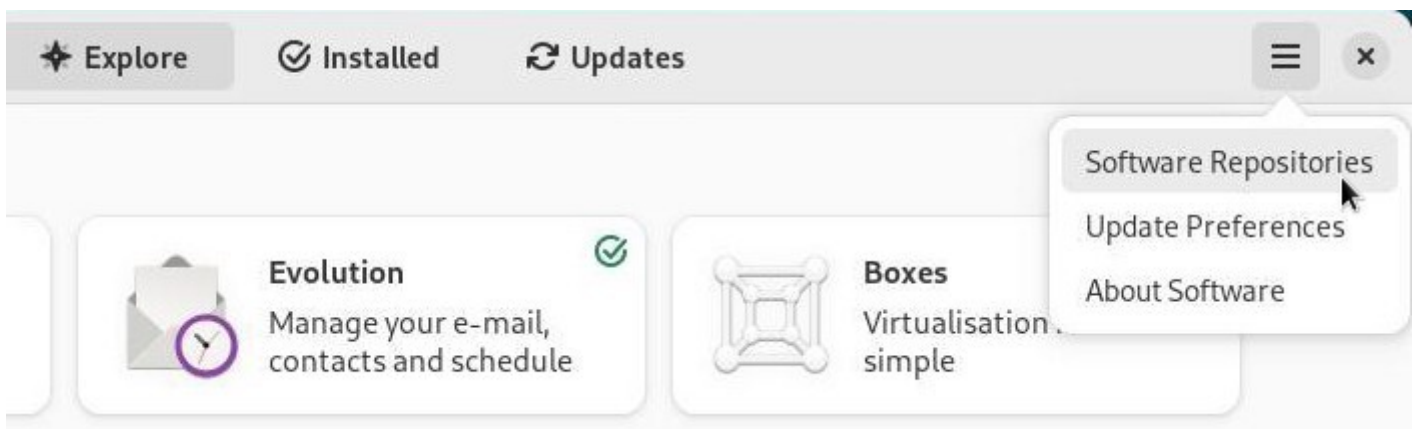 Explore
Installed
Updates
Software Repositories
Update Preferences
About Software
Evolution
Manage your e-mail,
contacts and schedule
Boxes
Virtualisation
simple